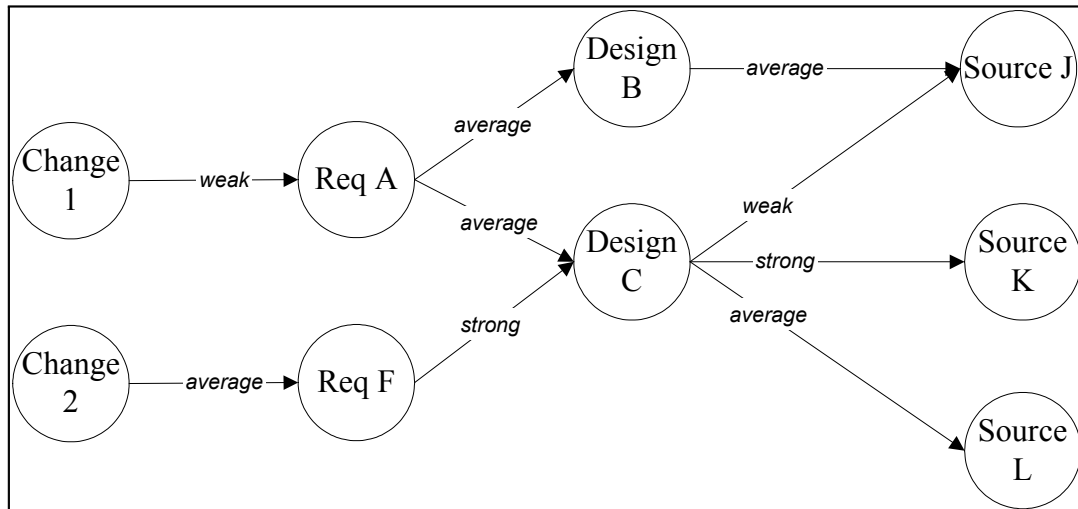 Design
B
average
Source J
average
Change
1
weak
Req A
average
weak
Design
C
strong
Source
K
strong
average
Change
2
average
Req F
Source
L